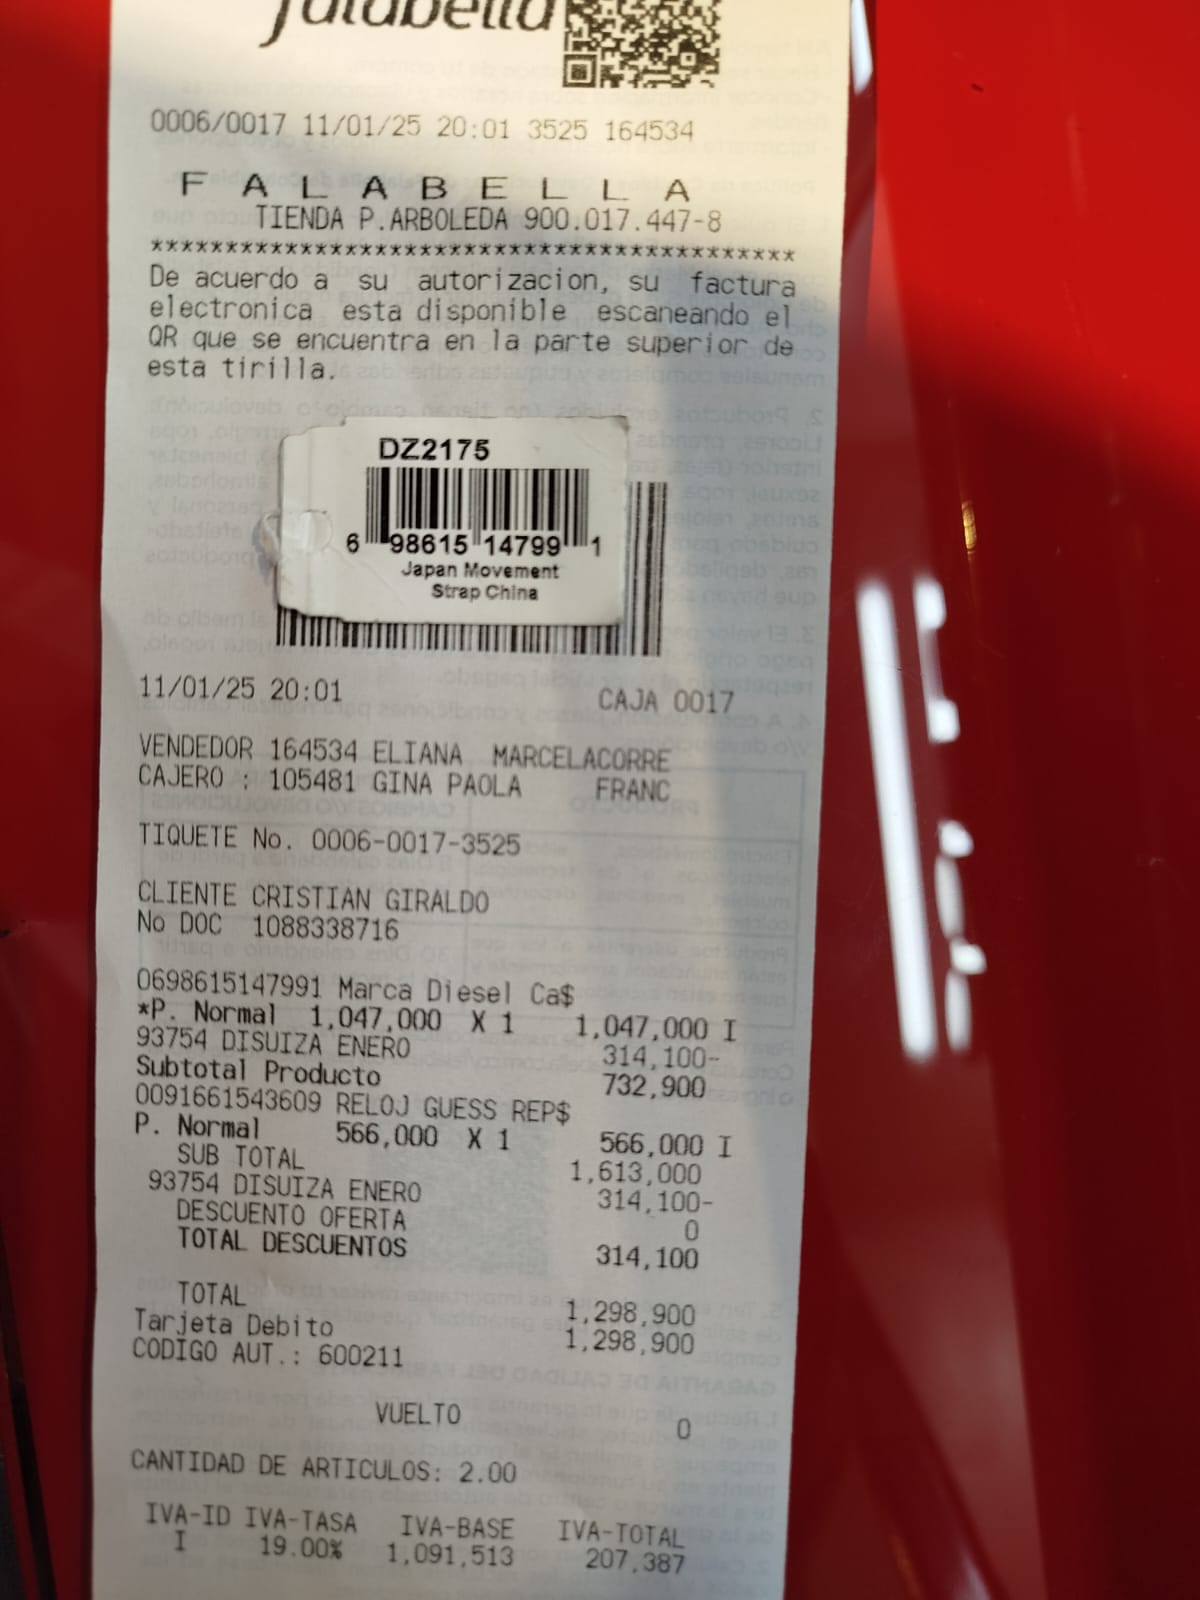 falabella
0006/0017 11/01/25 20:01 3525 164534
F A L A B E L L A
TIENDA P.ARBOLEDA 900.017.447-8
*******************************************
De acuerdo a su autorizacion, su factura
electronica esta disponible escaneando el
QR que se encuentra en la parte superior de
esta tirilla.
DZ2175
6 98615 14799 1
Japan Movement
Strap China
11/01/25 20:01 CAJA 0017
VENDEDOR 164534 ELIANA MARCELACORRE
CAJERO : 105481 GINA PAOLA FRANC
TIQUETE No. 0006-0017-3525
CLIENTE CRISTIAN GIRALDO
No DOC 1088338716
0698615147991 Marca Diesel Ca$
*P. Normal 1,047,000 X 1 1,047,000 I
93754 DISUIZA ENERO 314,100-
Subtotal Producto 732,900
0091661543609 RELOJ GUESS REP$
P. Normal 566,000 X 1 566,000 I
SUB TOTAL 1,613,000
93754 DISUIZA ENERO 314,100-
DESCUENTO OFERTA 0
TOTAL DESCUENTOS 314,100
TOTAL 1,298,900
Tarjeta Debito 1,298,900
CODIGO AUT.: 600211
VUELTO 0
CANTIDAD DE ARTICULOS: 2.00
IVA-ID IVA-TASA IVA-BASE IVA-TOTAL
I 19.00% 1,091,513 207,387